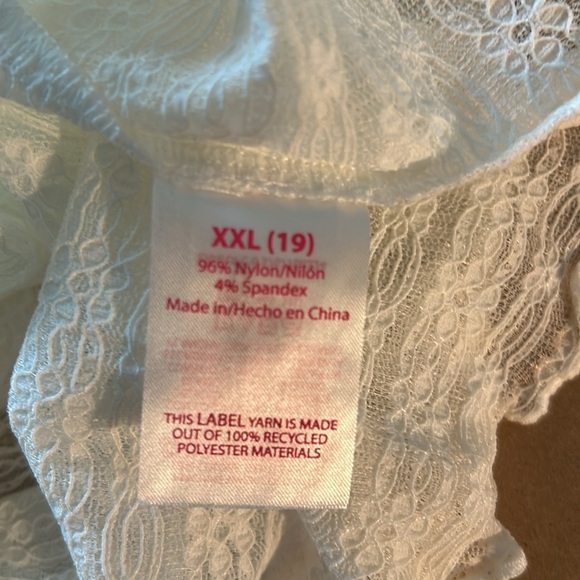 XXL (19)
96% Nylon/Nilón
4% Spandex
Made in/Hecho en China
THIS LABEL YARN IS MADE
OUT OF 100% RECYCLED
POLYESTER MATERIALS